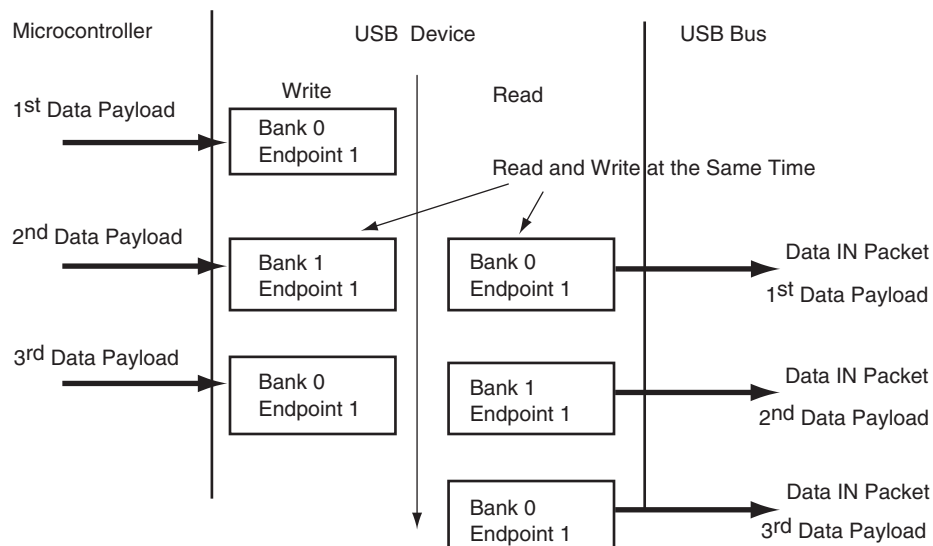 Microcontroller
USB Device
USB Bus
Write
Read
1st Data Payload
Bank 0
Endpoint 1
Read and Write at the Same Time
2nd Data Payload
Bank 1
Endpoint 1
Bank 0
Endpoint 1
Data IN Packet
1st Data Payload
3rd Data Payload
Bank 0
Endpoint 1
Bank 1
Endpoint 1
Data IN Packet
2nd Data Payload
Bank 0
Endpoint 1
Data IN Packet
3rd Data Payload